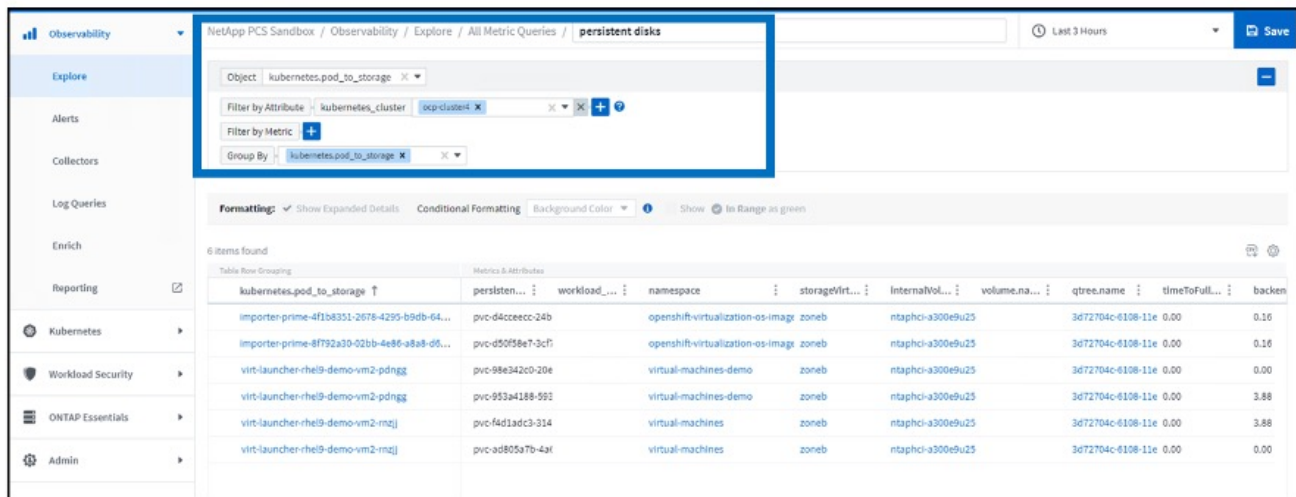 Observability
NetApp PCS Sandbox / Observability / Explore / All Metric Queries / persistent disks
Last 3 Hours
Save
Explore
Object kubernetes.pod_to_storage
Filter by Attribute kubernetes_cluster ocp-cluster4
Alerts
Filter by Metric
Collectors
Group By kubernetes.pod_to_storage
Log Queries
Formatting: Show Expanded Details Conditional Formatting Background Color Show In Range as green
Enrich
6 items found
Table Row Grouping Metrics & Attributes
Reporting
kubernetes.pod_to_storage ↑ persisten... workload_... namespace storageVirt... internalVol... volume.na... qtree.name timeToFull... backen
importer-prime-4f1b8351-2678-4295-b9db-64... pvc-d4cceecc-24b openshift-virtualization-os-image zoneb ntaphci-a300e9u25 3d72704c-6108-11e 0.00 0.16
Kubernetes
importer-prime-8f792a30-02bb-4e86-a8a8-d6... pvc-d50f58e7-3cf7 openshift-virtualization-os-image zoneb ntaphci-a300e9u25 3d72704c-6108-11e 0.00 0.16
virt-launcher-rhel9-demo-vm2-pdngg pvc-98e342c0-20e virtual-machines-demo zoneb ntaphci-a300e9u25 3d72704c-6108-11e 0.00 0.00
Workload Security
virt-launcher-rhel9-demo-vm2-pdngg pvc-953a4188-593 virtual-machines-demo zoneb ntaphci-a300e9u25 3d72704c-6108-11e 0.00 3.88
ONTAP Essentials
virt-launcher-rhel9-demo-vm2-rnzjj pvc-f4d1adc3-314 virtual-machines zoneb ntaphci-a300e9u25 3d72704c-6108-11e 0.00 3.88
virt-launcher-rhel9-demo-vm2-rnzjj pvc-ad805a7b-4a virtual-machines zoneb ntaphci-a300e9u25 3d72704c-6108-11e 0.00 0.00
Admin